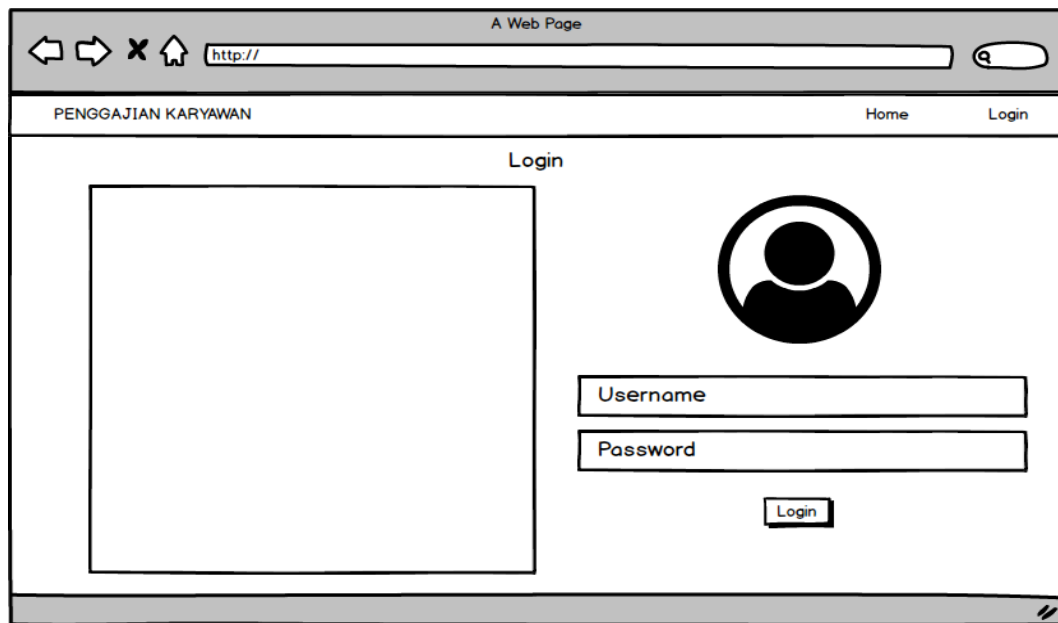 A Web Page
http://
PENGGAJIAN KARYAWAN Home Login
Login
Username
Password
Login